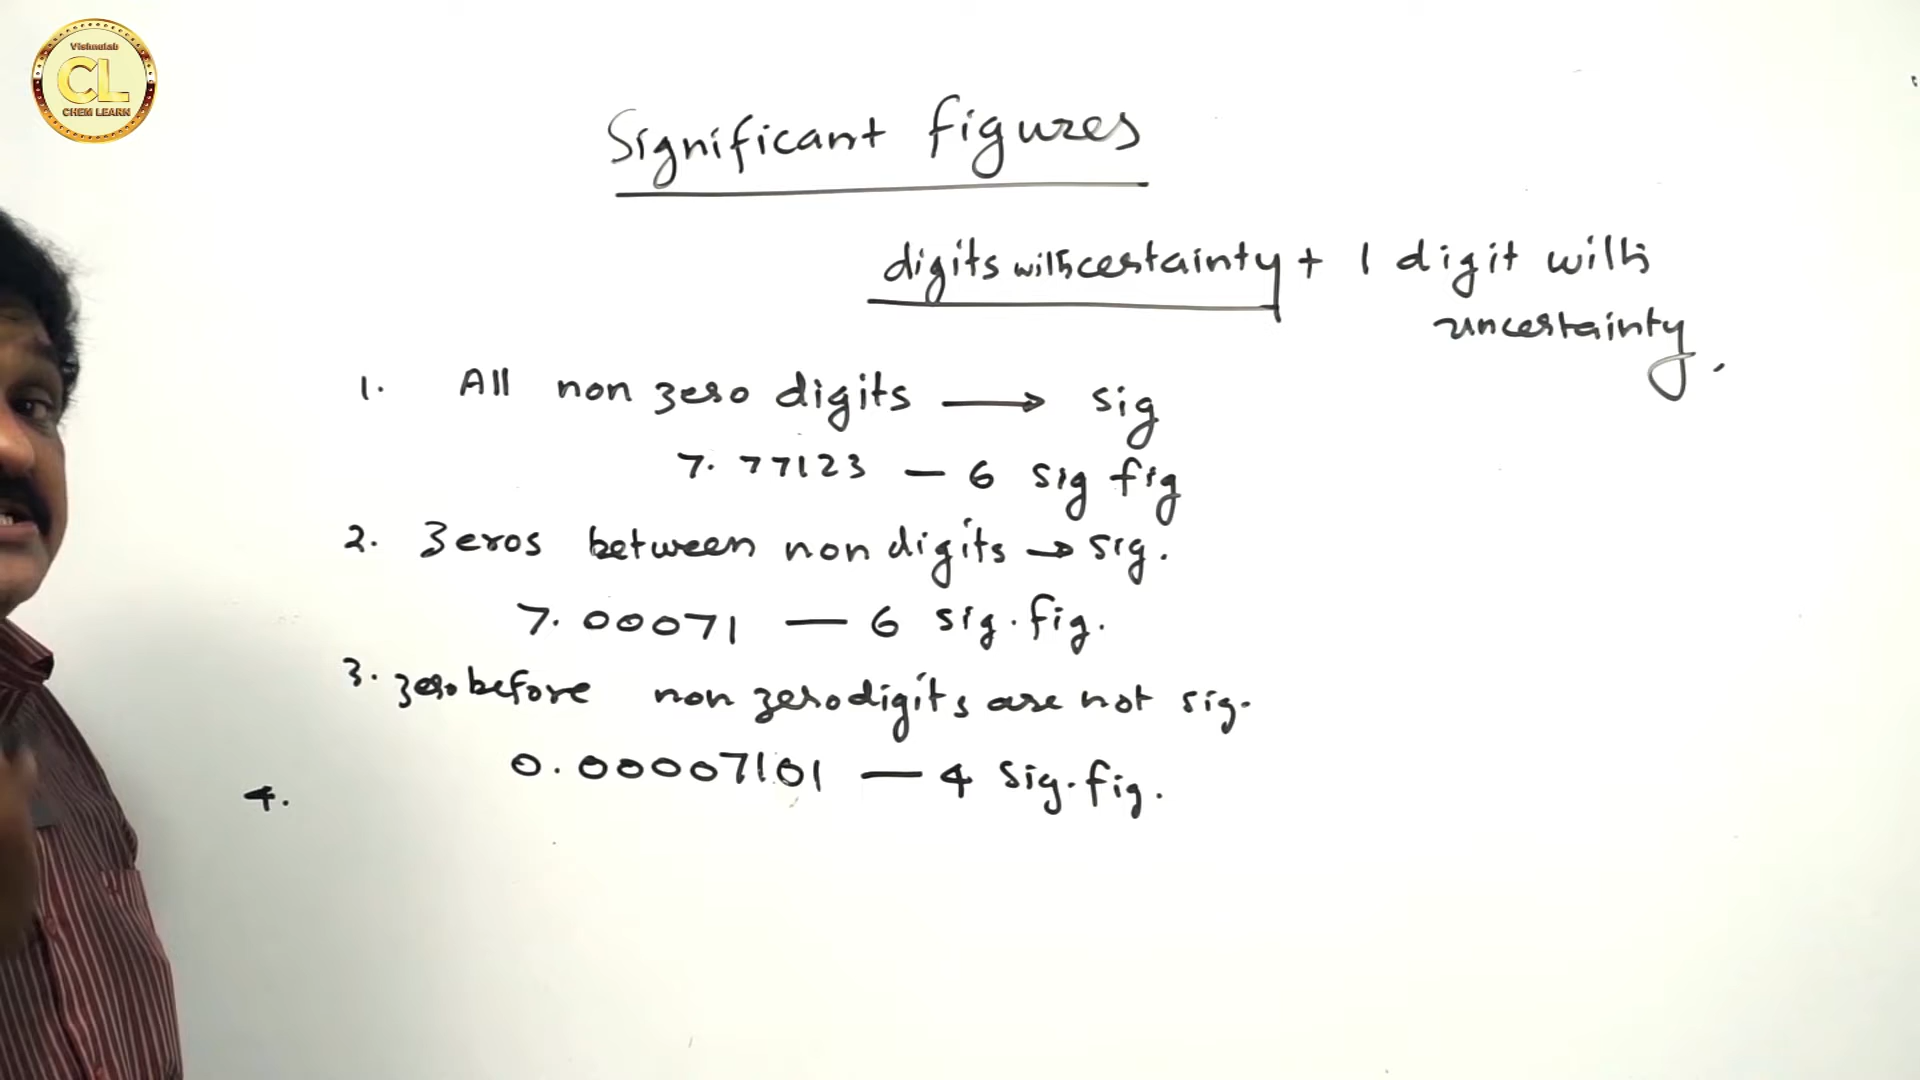 Vishnulab
CL
CHEM LEARN
Significant figures
digits with certainty + 1 digit with
uncertainty.
1. All non zero digits → sig
7.77123 — 6 sig fig
2. Zeros between non digits → sig.
7.00071 — 6 sig.fig.
3. zero before non zero digits are not sig.
0.00007101 — 4 sig.fig.
4.